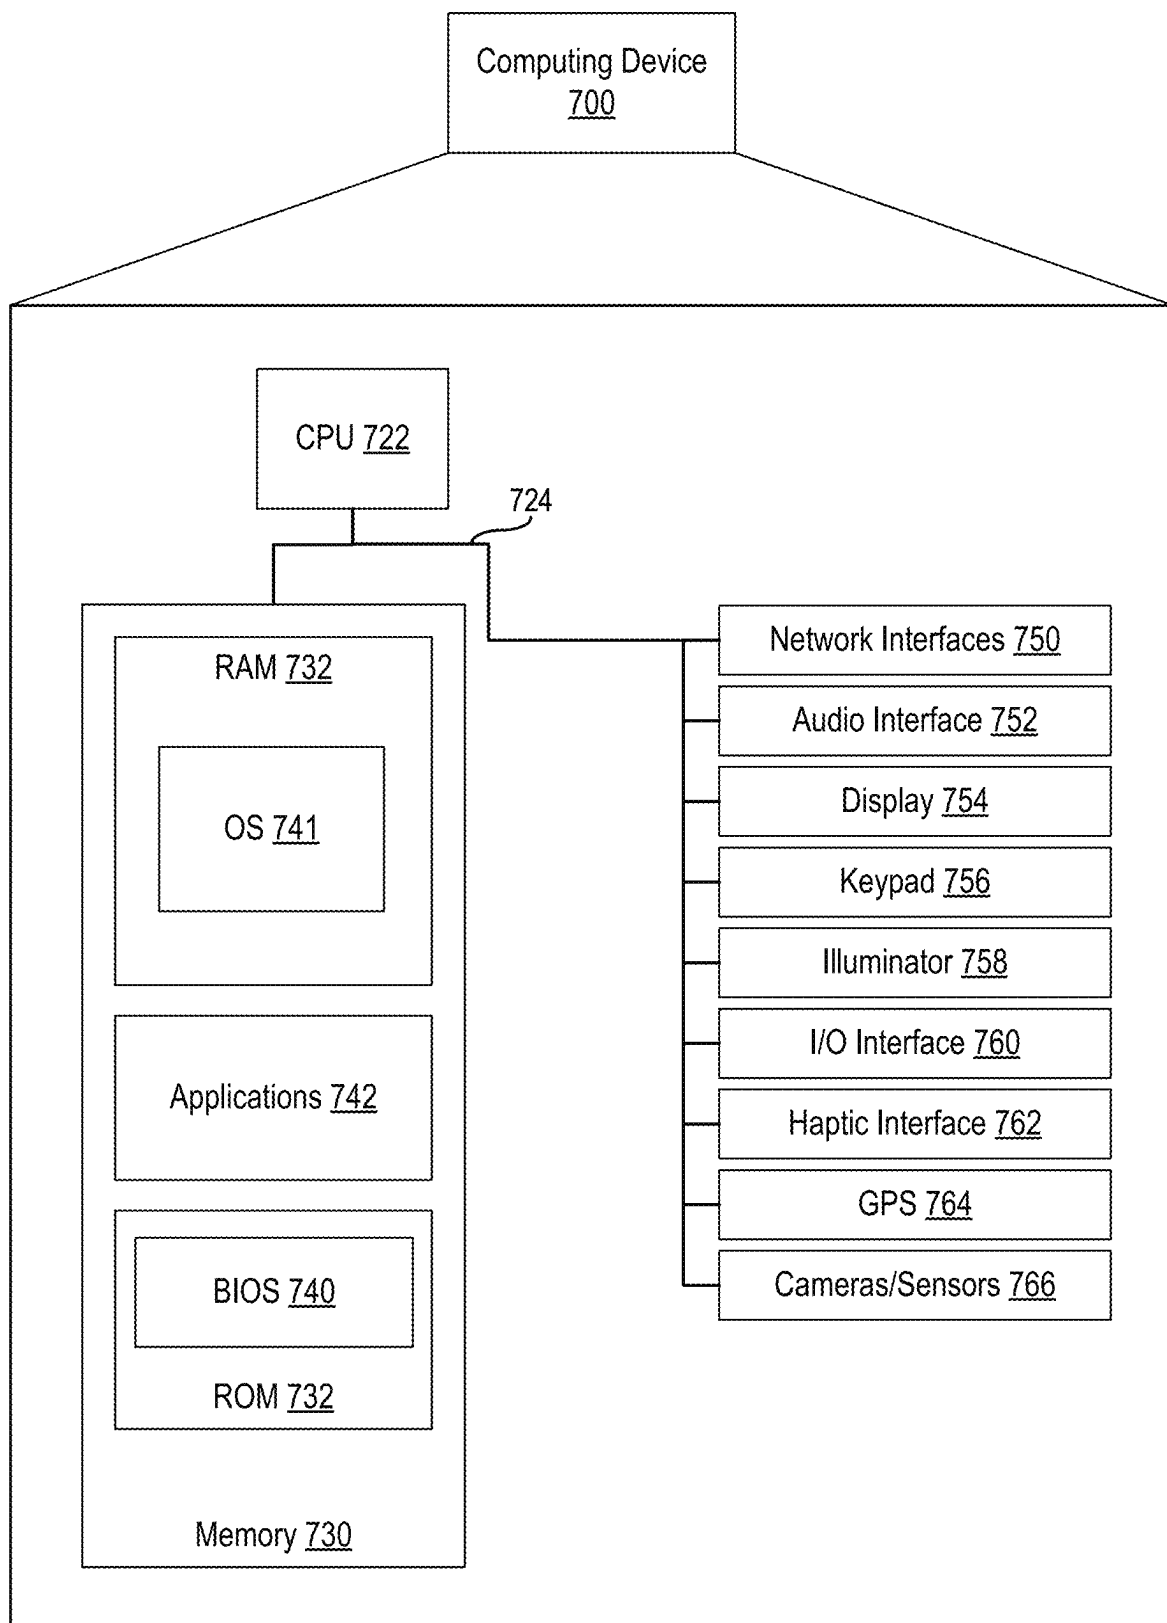 Computing Device
700
CPU 722
724
RAM 732
OS 741
Applications 742
BIOS 740
ROM 732
Memory 730
Network Interfaces 750
Audio Interface 752
Display 754
Keypad 756
Illuminator 758
I/O Interface 760
Haptic Interface 762
GPS 764
Cameras/Sensors 766